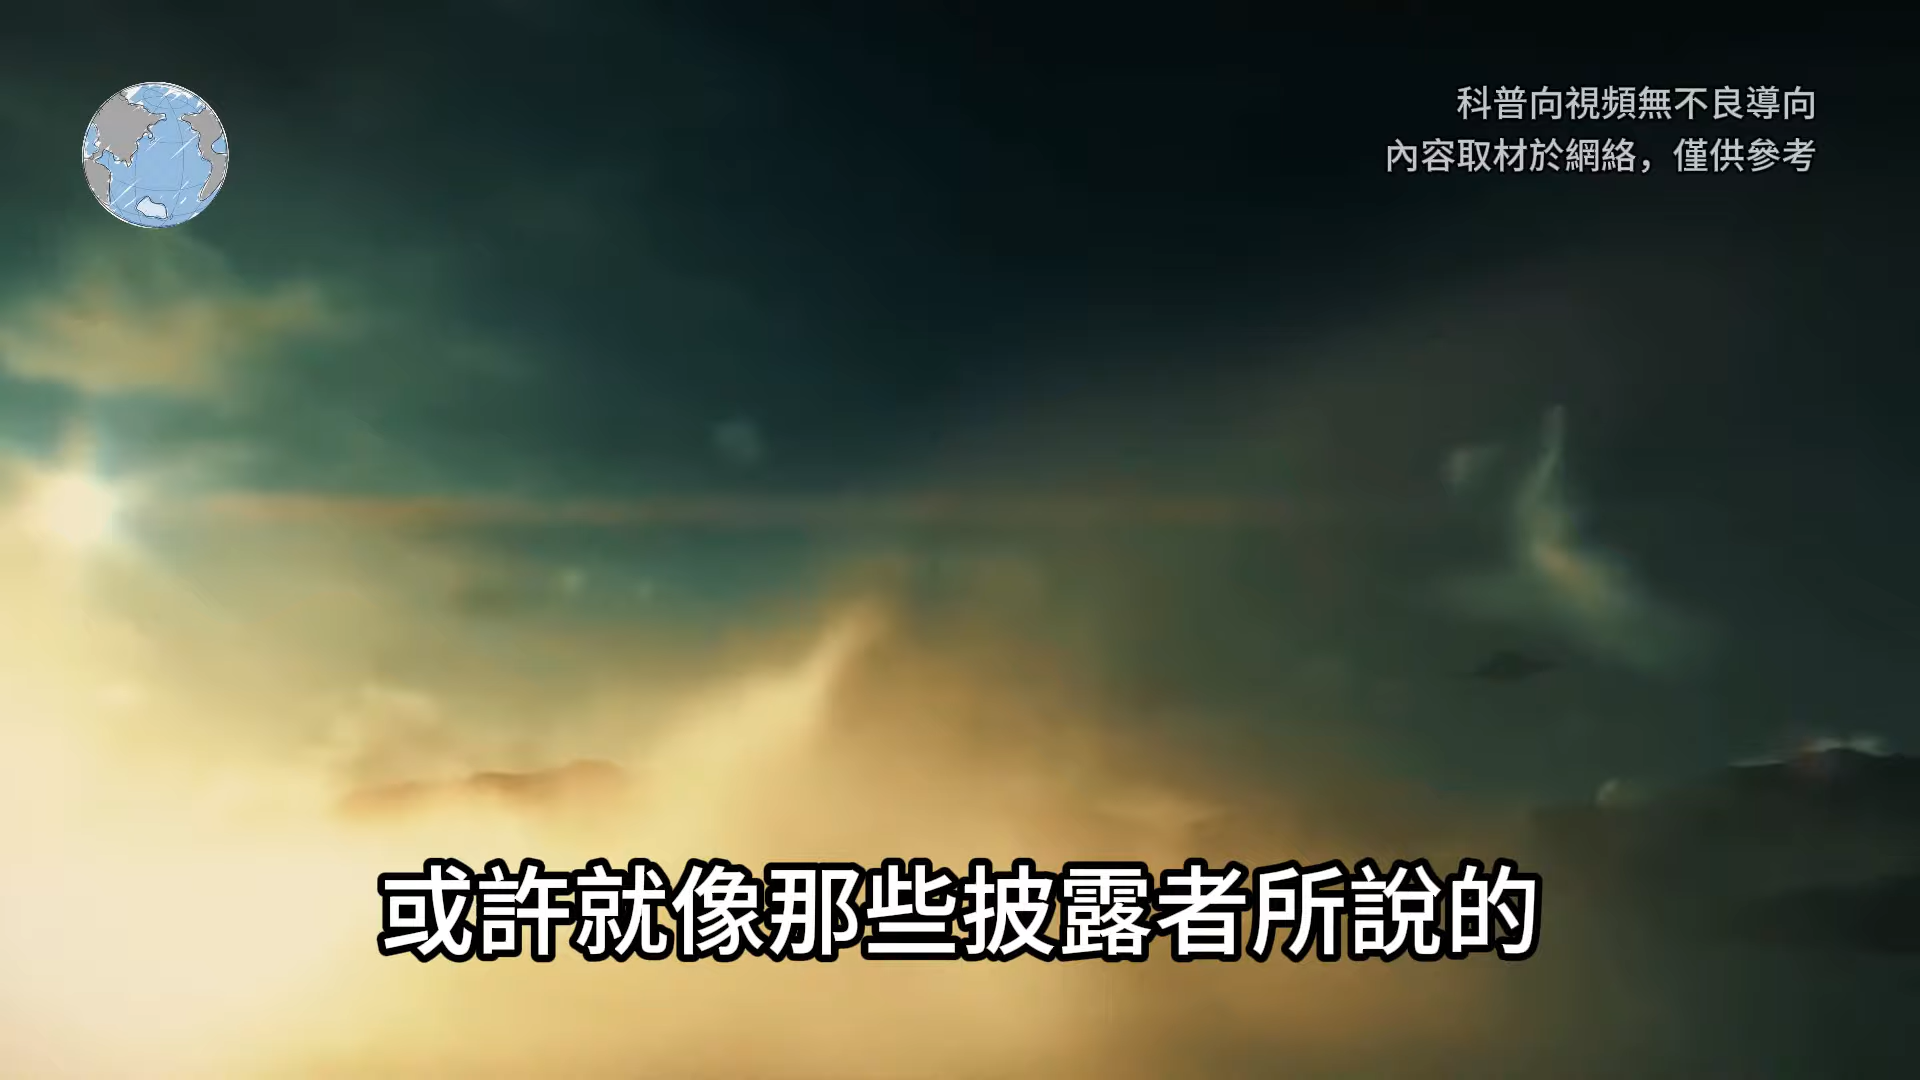 科普向視頻無不良導向
內容取材於網絡，僅供參考
或許就像那些披露者所說的